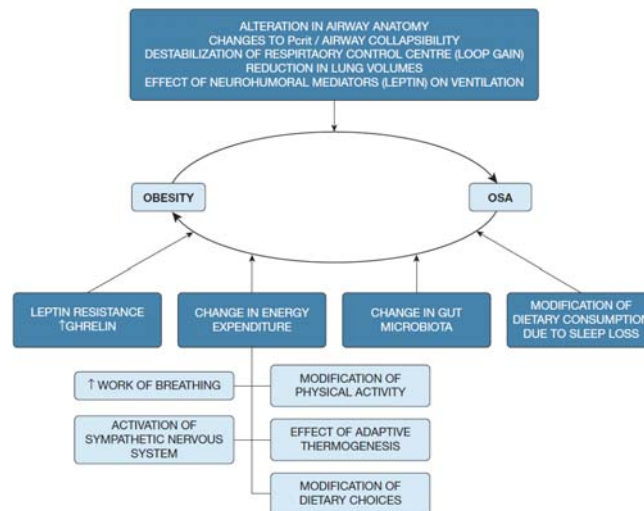 ALTERATION IN AIRWAY ANATOMY
CHANGES TO Pcrit / AIRWAY COLLAPSIBILITY
DESTABILIZATION OF RESPIRTAORY CONTROL CENTRE (LOOP GAIN)
REDUCTION IN LUNG VOLUMES
EFFECT OF NEUROHUMORAL MEDIATORS (LEPTIN) ON VENTILATION
OBESITY
OSA
LEPTIN RESISTANCE
↑GHRELIN
CHANGE IN ENERGY
EXPENDITURE
CHANGE IN GUT
MICROBIOTA
MODIFICATION OF
DIETARY CONSUMPTION
DUE TO SLEEP LOSS
↑ WORK OF BREATHING
MODIFICATION OF
PHYSICAL ACTIVITY
ACTIVATION OF
SYMPATHETIC NERVOUS
SYSTEM
EFFECT OF ADAPTIVE
THERMOGENESIS
MODIFICATION OF
DIETARY CHOICES